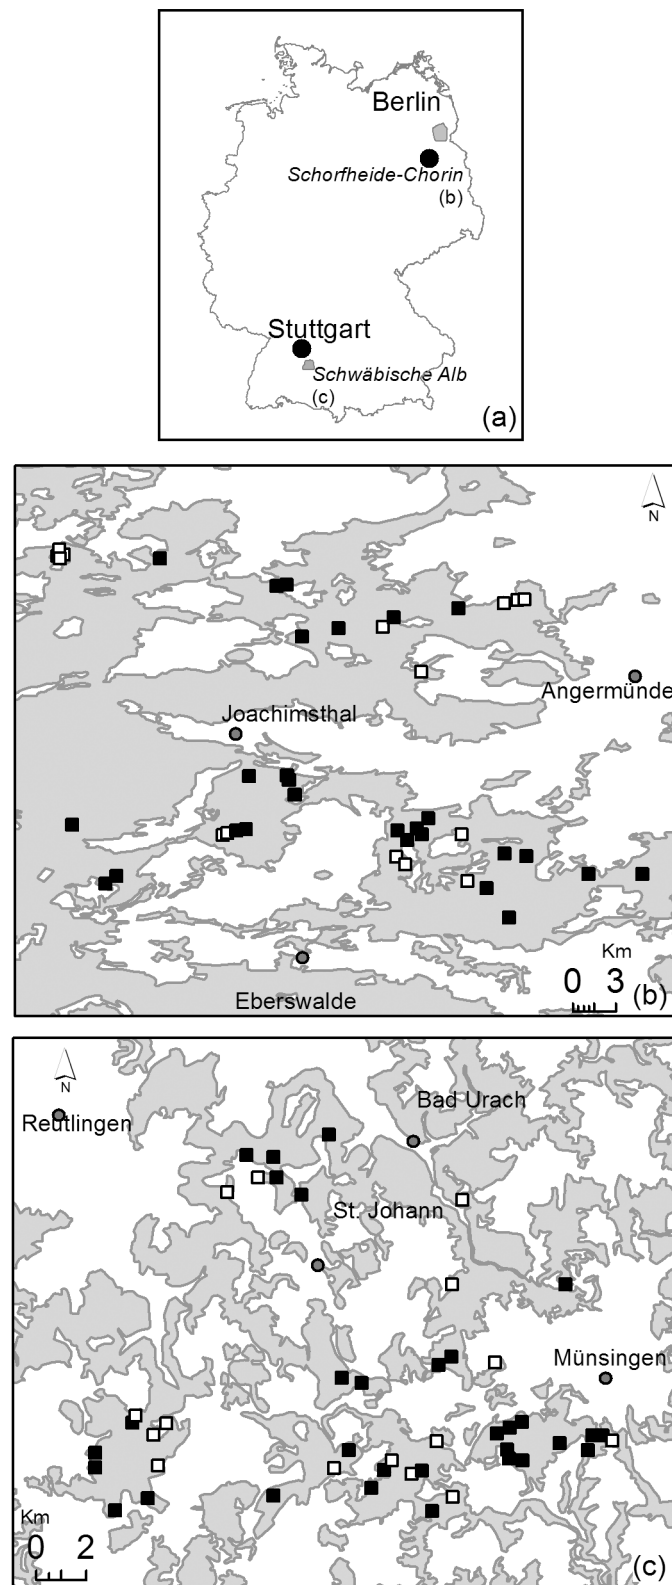 Berlin
Schorfheide-Chorin
(b)
Stuttgart
Schwäbische Alb
(c)
(a)
N
Angermünde
Joachimsthal
Km
0 3
(b)
Eberswalde
N
Bad Urach
Reutlingen
St. Johann
Münsingen
Km
0 2
(c)